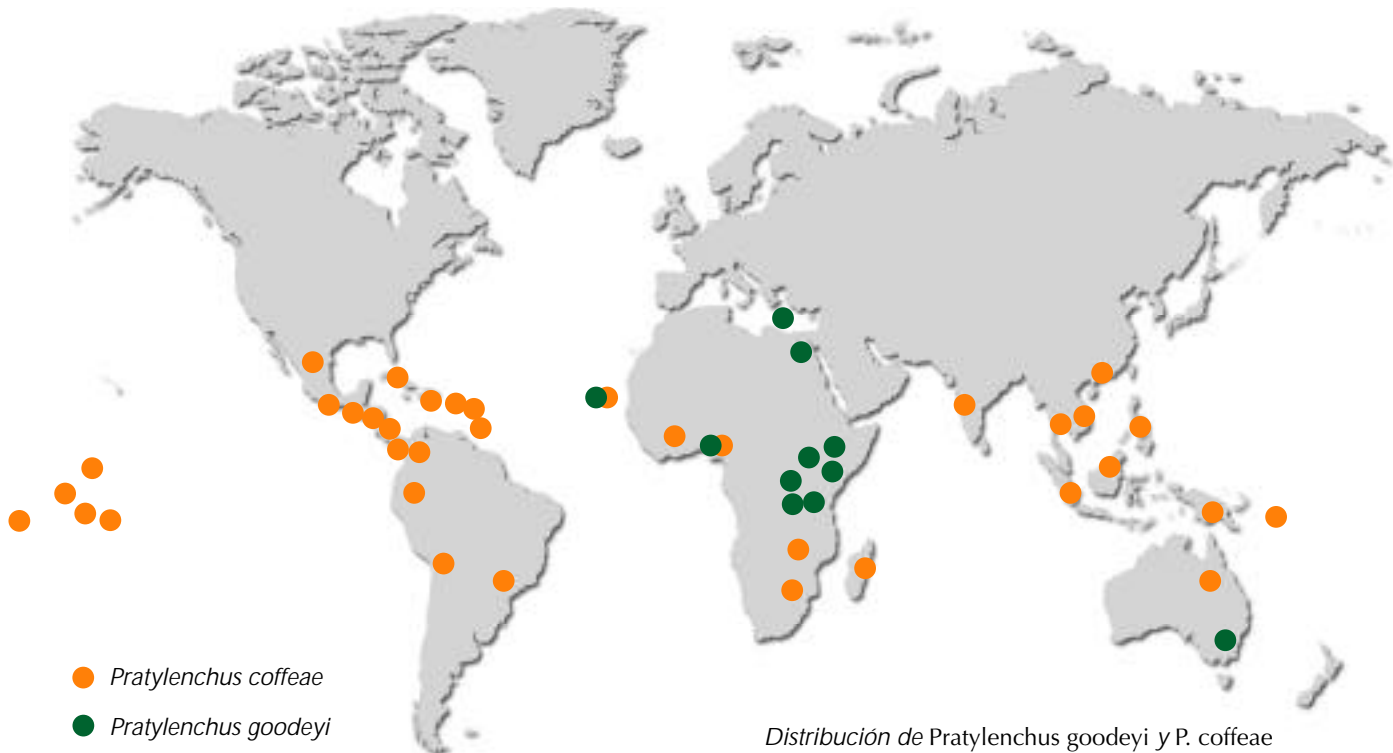 Pratylenchus coffeae
Pratylenchus goodeyi
Distribución de Pratylenchus goodeyi y P. coffeae